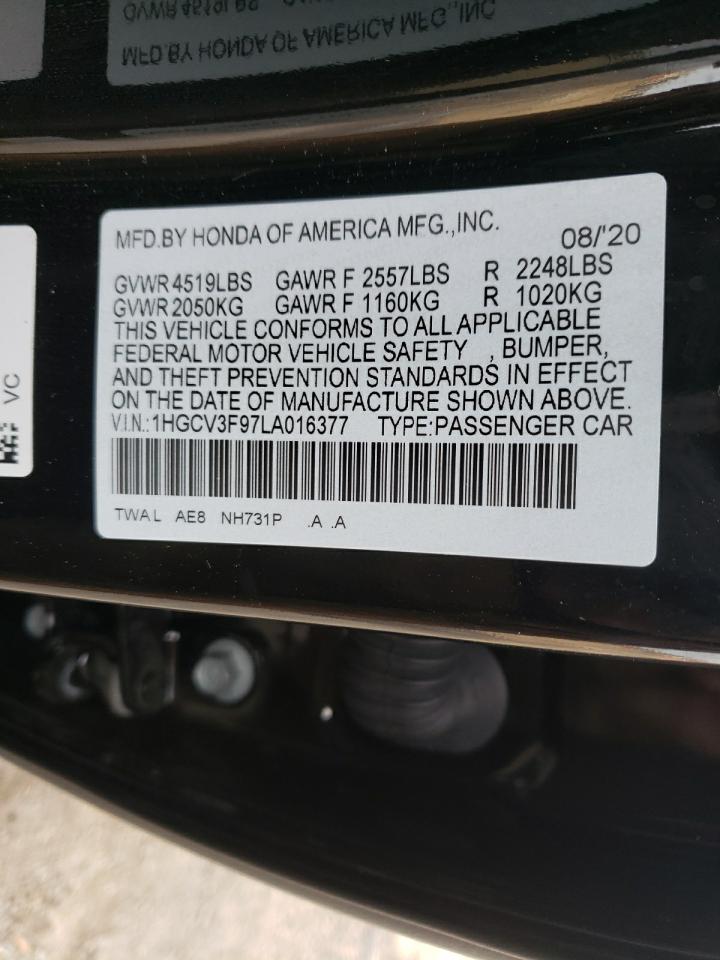 MFD.BY HONDA OF AMERICA MFG.,INC. 08/'20
GVWR 4519LBS GAWR F 2557LBS R 2248LBS
GVWR 2050KG GAWR F 1160KG R 1020KG
THIS VEHICLE CONFORMS TO ALL APPLICABLE
FEDERAL MOTOR VEHICLE SAFETY , BUMPER,
AND THEFT PREVENTION STANDARDS IN EFFECT
ON THE DATE OF MANUFACTURE SHOWN ABOVE.
V.I.N.:1HGCV3F97LA016377 TYPE:PASSENGER CAR
TWAL AE8 NH731P .A .A
VC